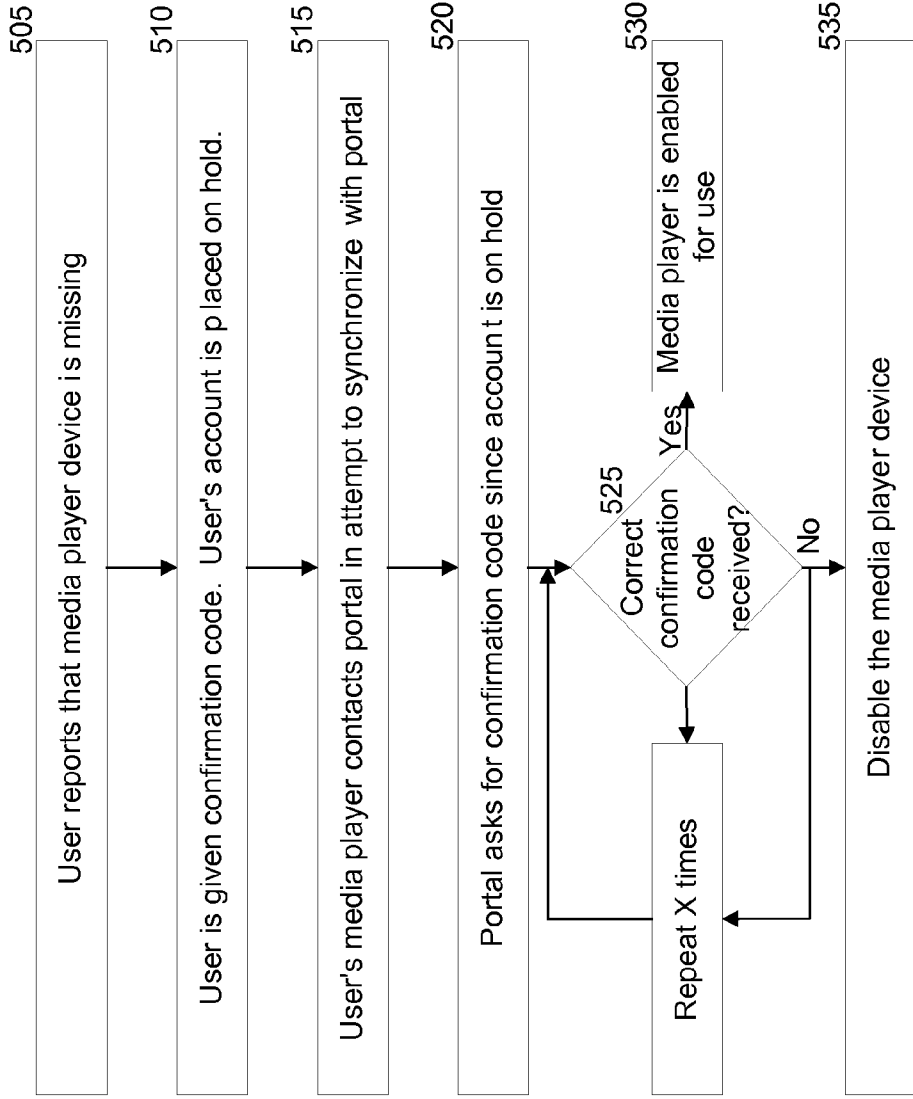 505
User reports that media player device is missing
510
User is given confirmation code. User's account is placed on hold.
515
User's media player contacts portal in attempt to synchronize with portal
520
Portal asks for confirmation code since account is on hold
525
Correct
confirmation
code
received?
Yes
530
Media player is enabled
for use
Repeat X times
No
535
Disable the media player device